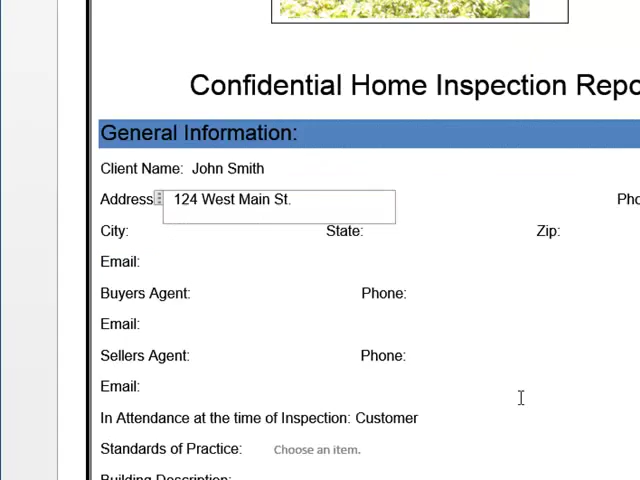 Confidential Home Inspection Repo
General Information:
Client Name: John Smith
Address 124 West Main St. Pho
City: State: Zip:
Email:
Buyers Agent: Phone:
Email:
Sellers Agent: Phone:
Email:
In Attendance at the time of Inspection: Customer
Standards of Practice: Choose an item.
Building Description: